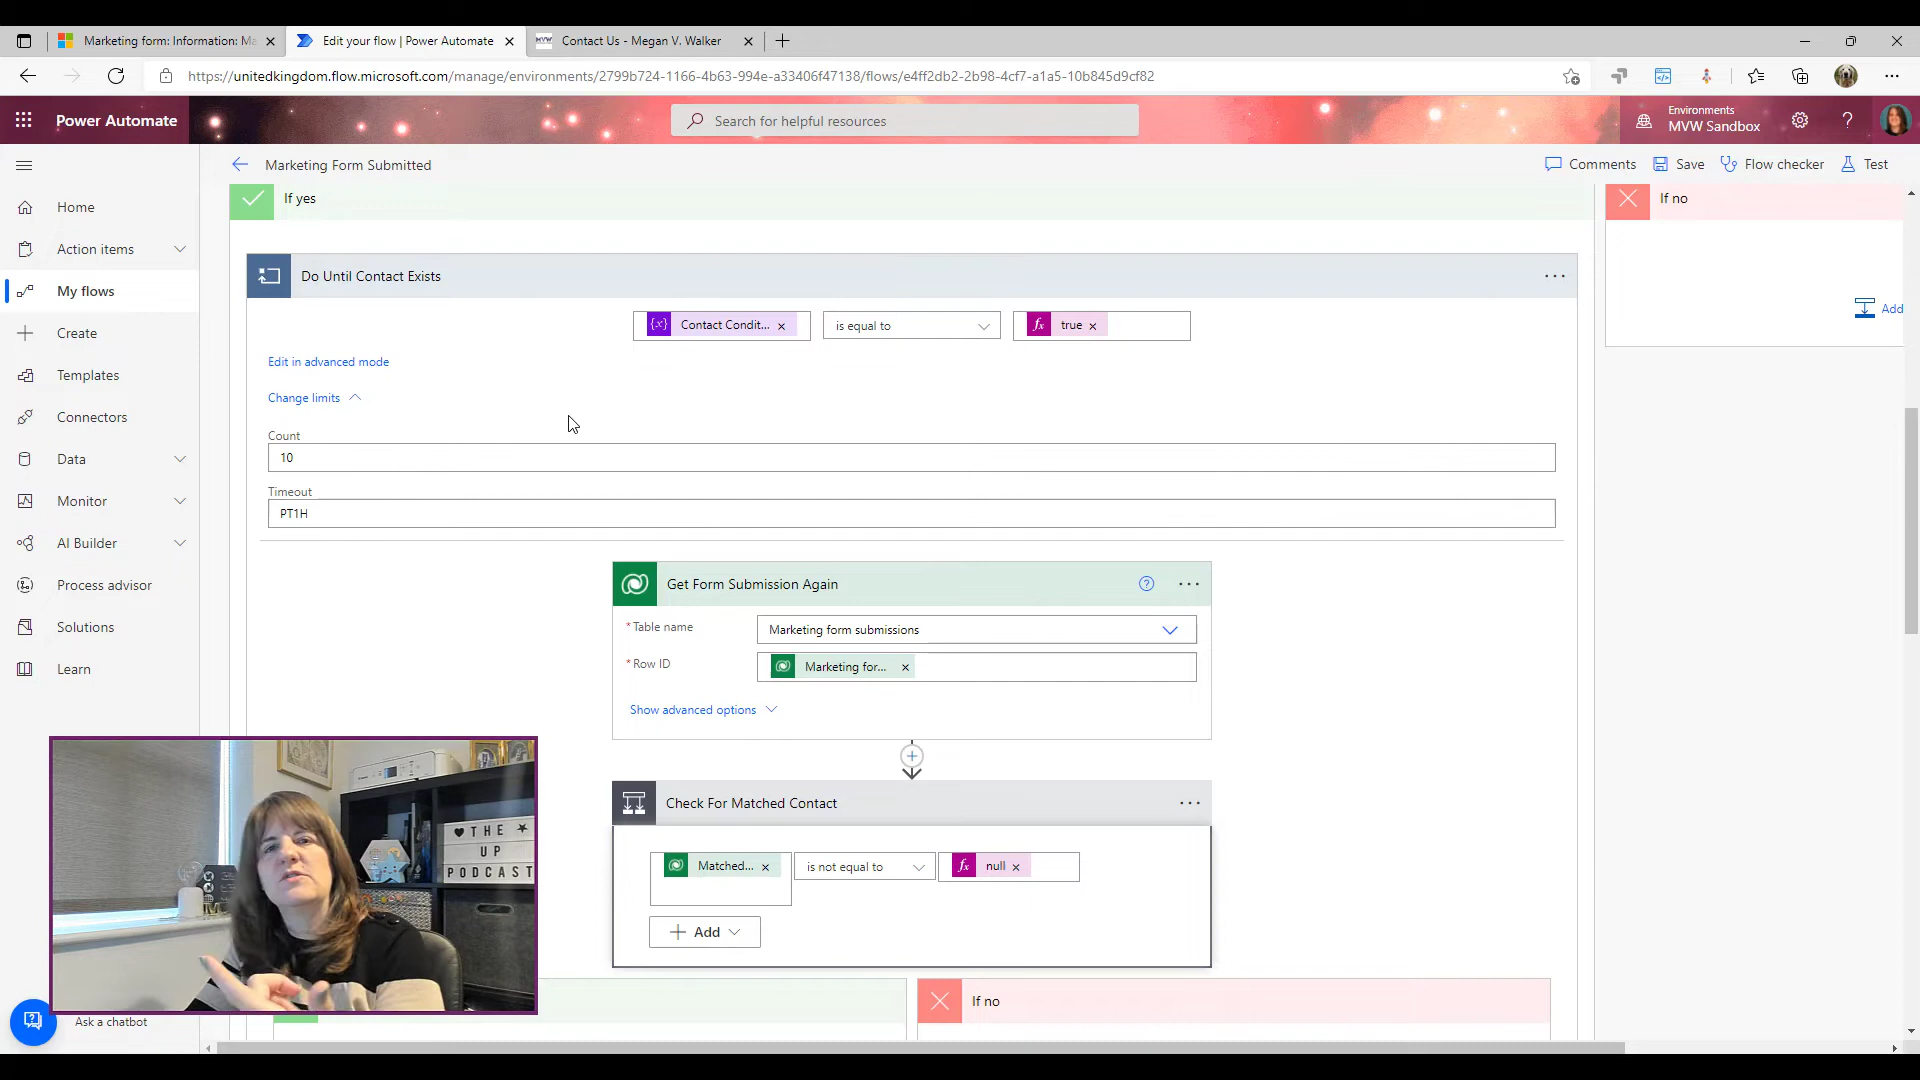 Marketing form: Information: Ma
Edit your flow | Power Automate
MVW
Contact Us - Megan V. Walker
https://unitedkingdom.flow.microsoft.com/manage/environments/2799b724-1166-4b63-994e-a33406f47138/flows/e4ff2db2-2b98-4cf7-a1a5-10b845d9cf82
Power Automate
Search for helpful resources
Environments
MVW Sandbox
Marketing Form Submitted
Comments
Save
Flow checker
Test
Home
Action items
My flows
Create
Templates
Connectors
Data
Monitor
AI Builder
Process advisor
Solutions
Learn
Ask a chatbot
If yes
If no
Add
Do Until Contact Exists
{x} Contact Condit... is equal to fx true
Edit in advanced mode
Change limits
Count
10
Timeout
PT1H
Get Form Submission Again
* Table name Marketing form submissions
* Row ID Marketing for...
Show advanced options
Check For Matched Contact
Matched... is not equal to fx null
Add
If no
THE
UP
PODCAST